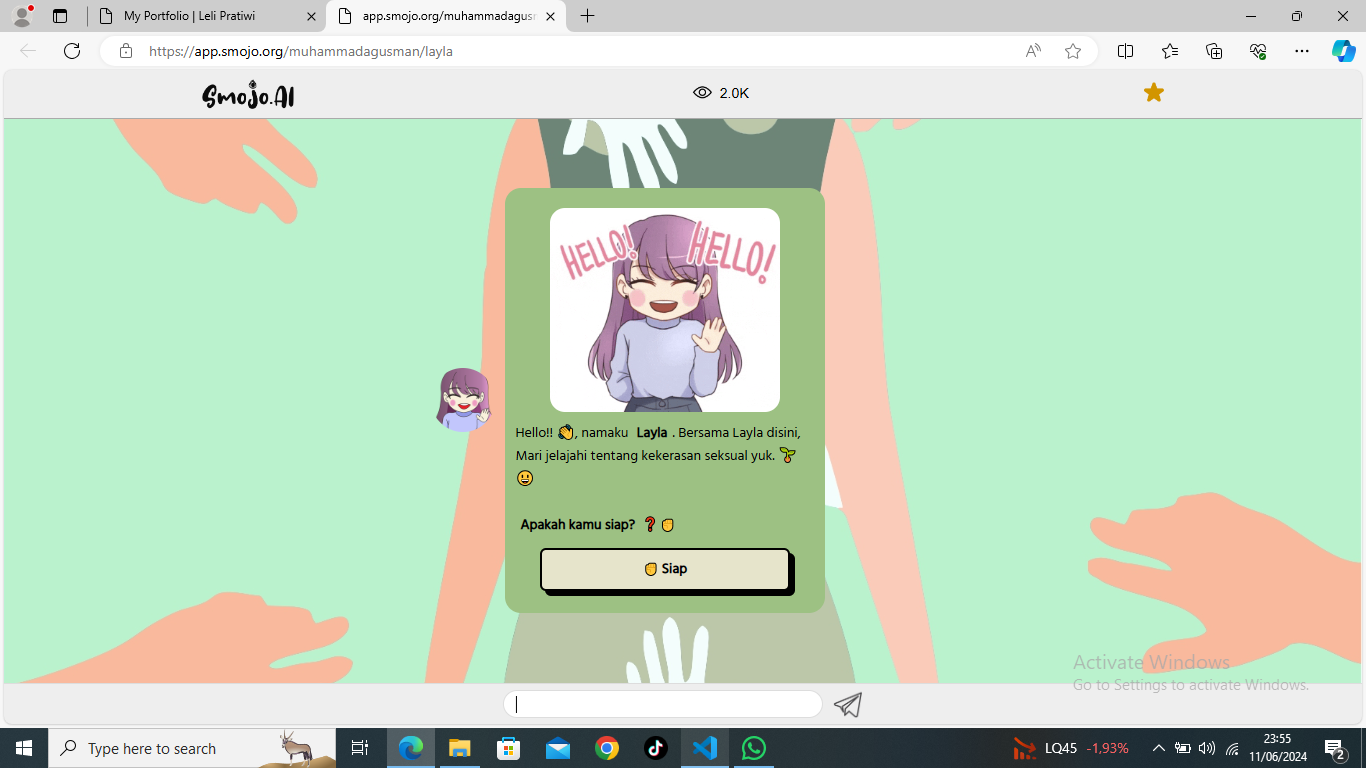 My Portfolio | Leli Pratiwi
app.smojo.org/muhammadagusm
https://app.smojo.org/muhammadagusman/layla
Smojo.AI
2.0K
HELLO! HELLO!
Hello!! 👏, namaku Layla . Bersama Layla disini,
Mari jelajahi tentang kekerasan seksual yuk. 🌱
😃
Apakah kamu siap? ❓✊
✊ Siap
Activate Windows
Go to Settings to activate Windows.
Type here to search
LQ45 -1,93%
23:55
11/06/2024
2